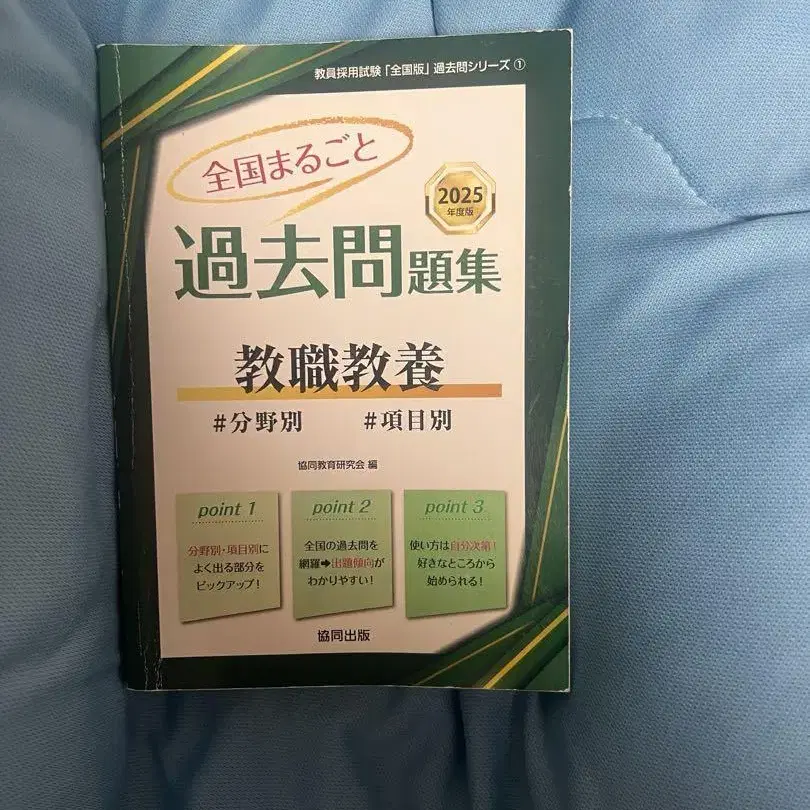 教員採用試験「全国版」過去問シリーズ①
全国まるごと
2025
年度版
過去問題集
教職教養
#分野別 #項目別
協同教育研究会 編
point 1
分野別・項目別に
よく出る部分を
ピックアップ!
point 2
全国の過去問を
網羅➡出題傾向が
わかりやすい!
point 3
使い方は自分次第!
好きなところから
始められる!
協同出版